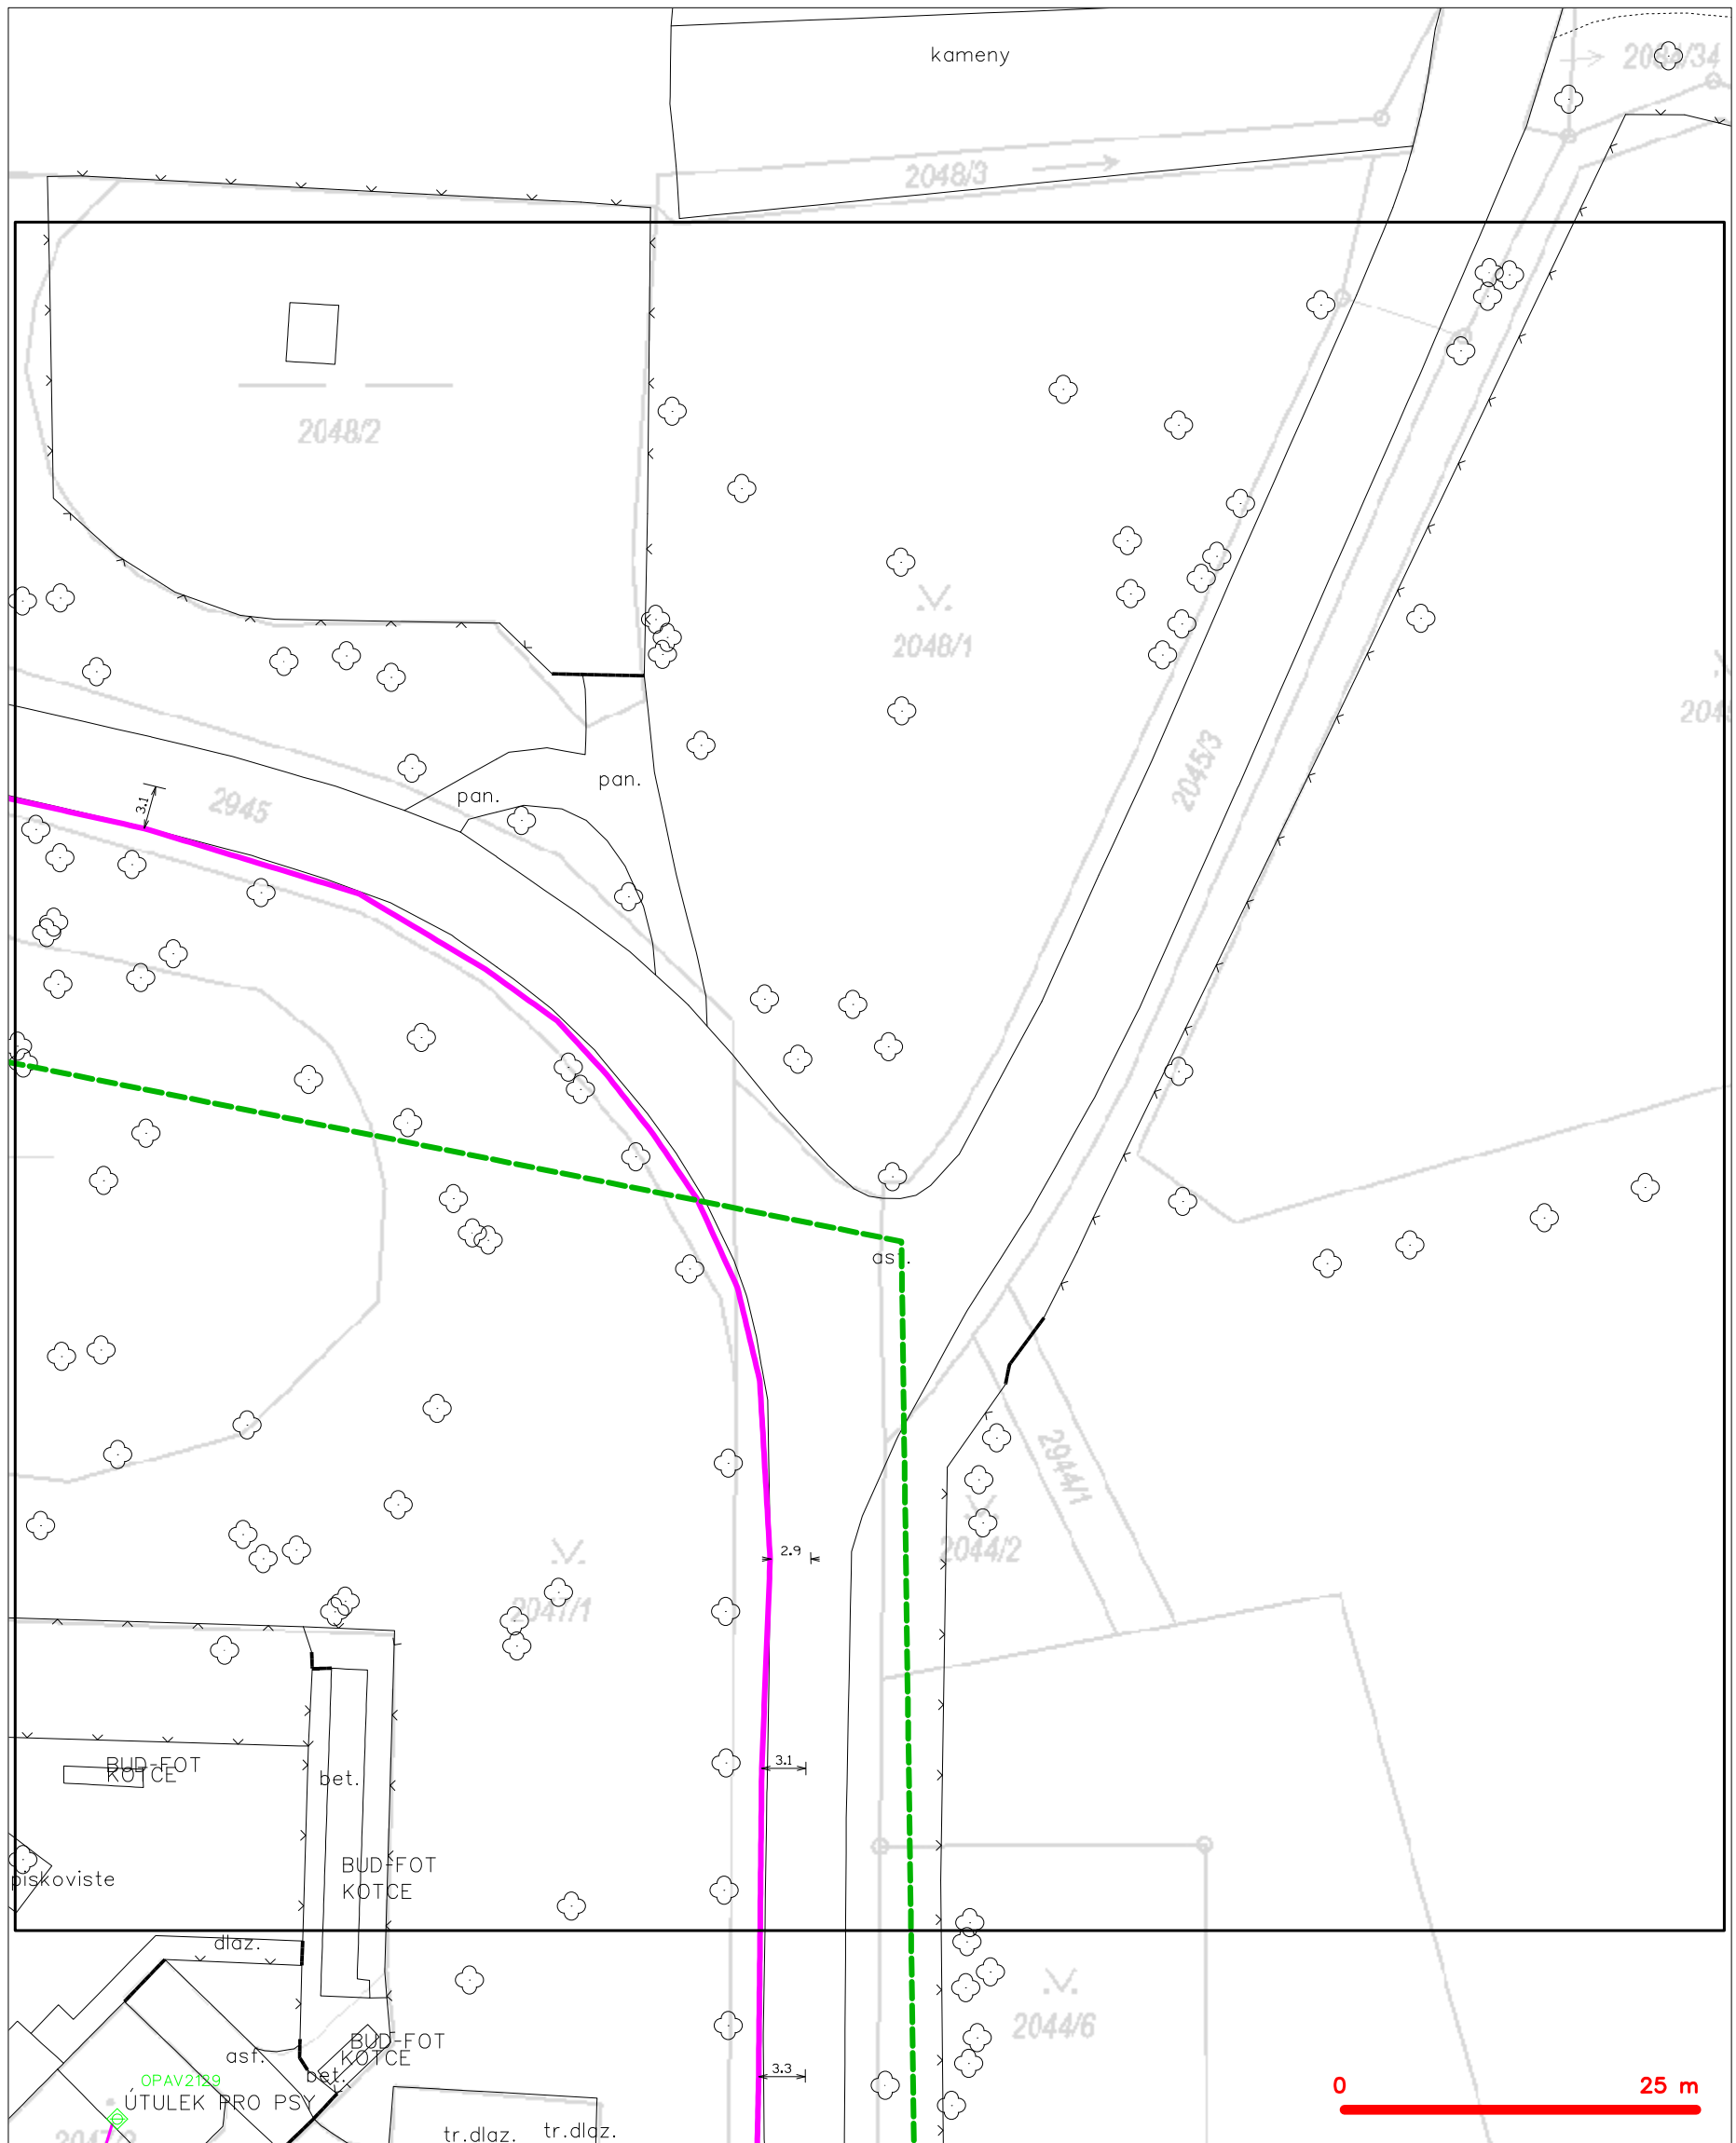 kameny
2048/3
2048/2
2048/1
pan.
pan.
2045/3
2945
3.1
asf.
2944/1
2044/2
2.9
2047/1
3.1
BUD-FOT
KOTCE
bet.
BUD-FOT
KOTCE
piskoviste
dlaz.
2044/6
BUD-FOT
KOTCE
asf.
bet.
3.3
OPAV2129
ÚTULEK PRO PSY
0 25 m
tr.dlaz. tr.dlaz.